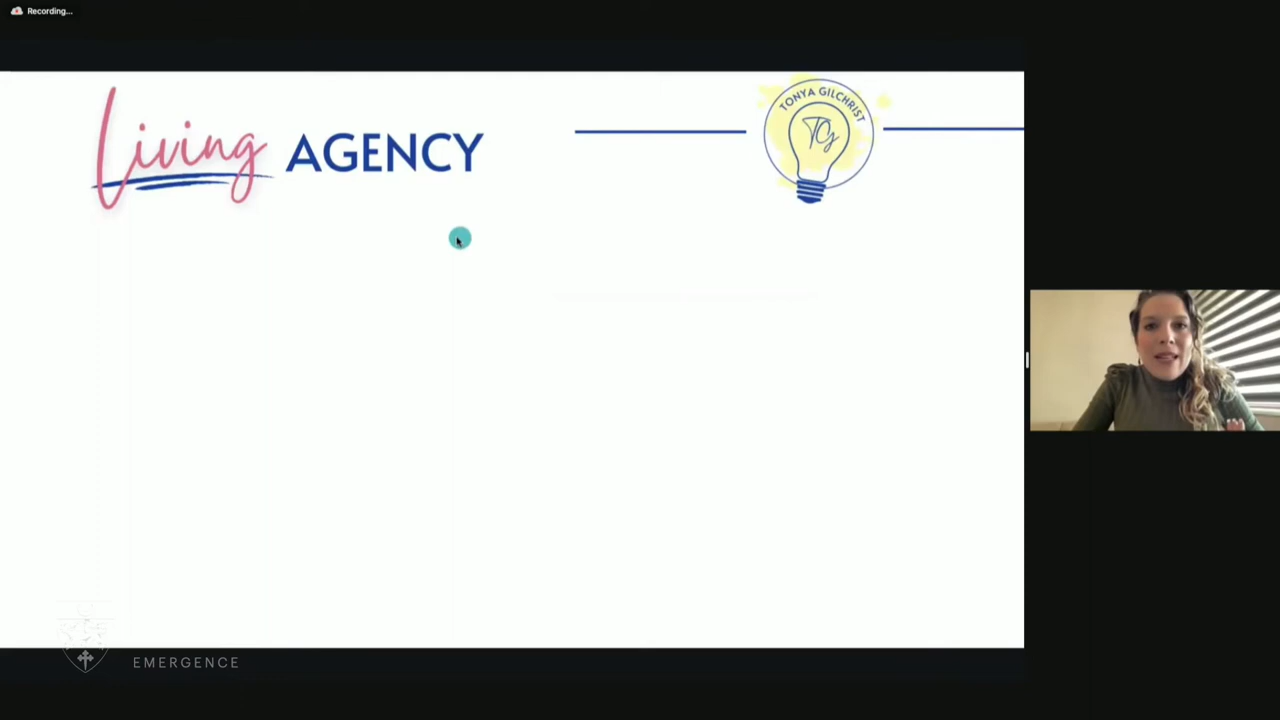 Recording...
Living AGENCY
TONYA GILCHRIST
TG
EMERGENCE